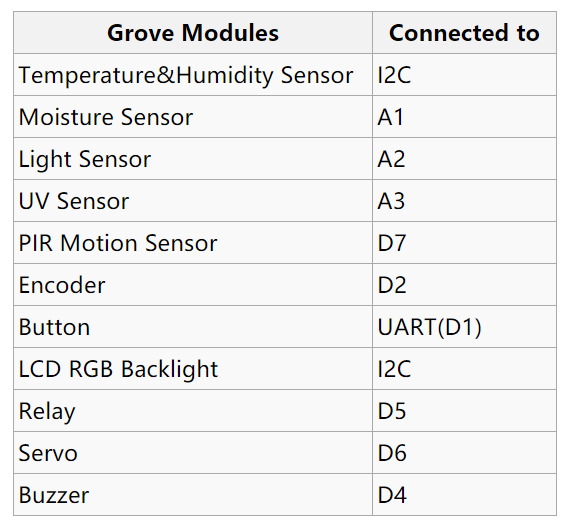 Grove Modules Connected to
Temperature&Humidity Sensor I2C
Moisture Sensor A1
Light Sensor A2
UV Sensor A3
PIR Motion Sensor D7
Encoder D2
Button UART(D1)
LCD RGB Backlight I2C
Relay D5
Servo D6
Buzzer D4